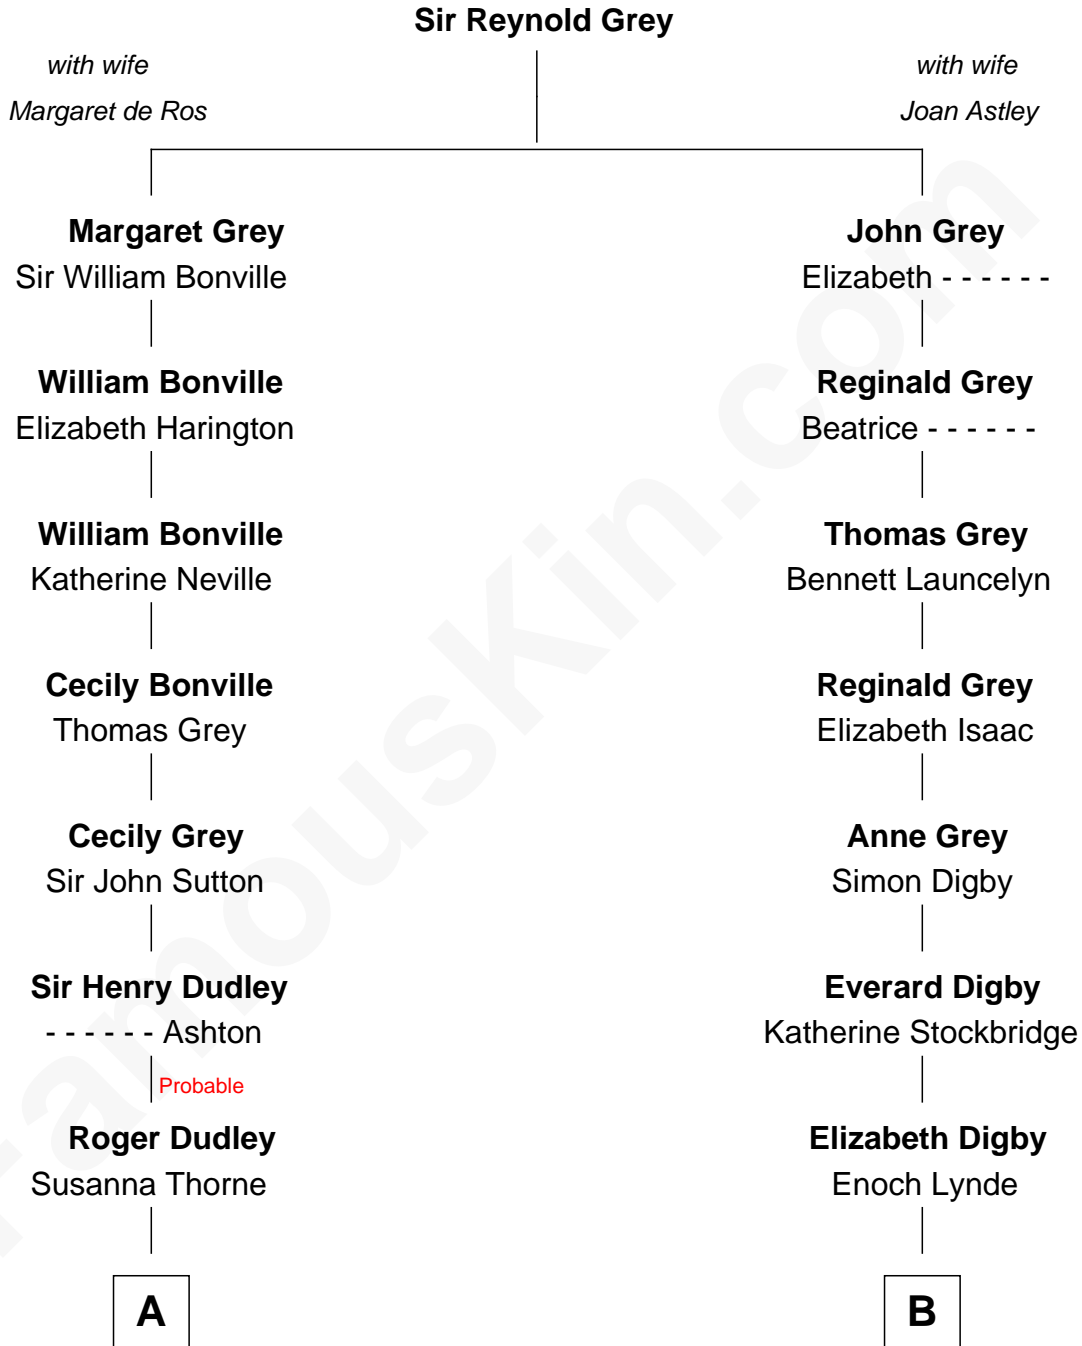 Sir Reynold Grey
with wife
Margaret de Ros
with wife
Joan Astley
Margaret Grey
Sir William Bonville
John Grey
Elizabeth - - - - - -
William Bonville
Elizabeth Harington
Reginald Grey
Beatrice - - - - - -
William Bonville
Katherine Neville
Thomas Grey
Bennett Launcelyn
Cecily Bonville
Thomas Grey
Reginald Grey
Elizabeth Isaac
Cecily Grey
Sir John Sutton
Anne Grey
Simon Digby
Sir Henry Dudley
- - - - - - Ashton
Everard Digby
Katherine Stockbridge
Probable
Roger Dudley
Susanna Thorne
Elizabeth Digby
Enoch Lynde
A
B
FamousKin.com